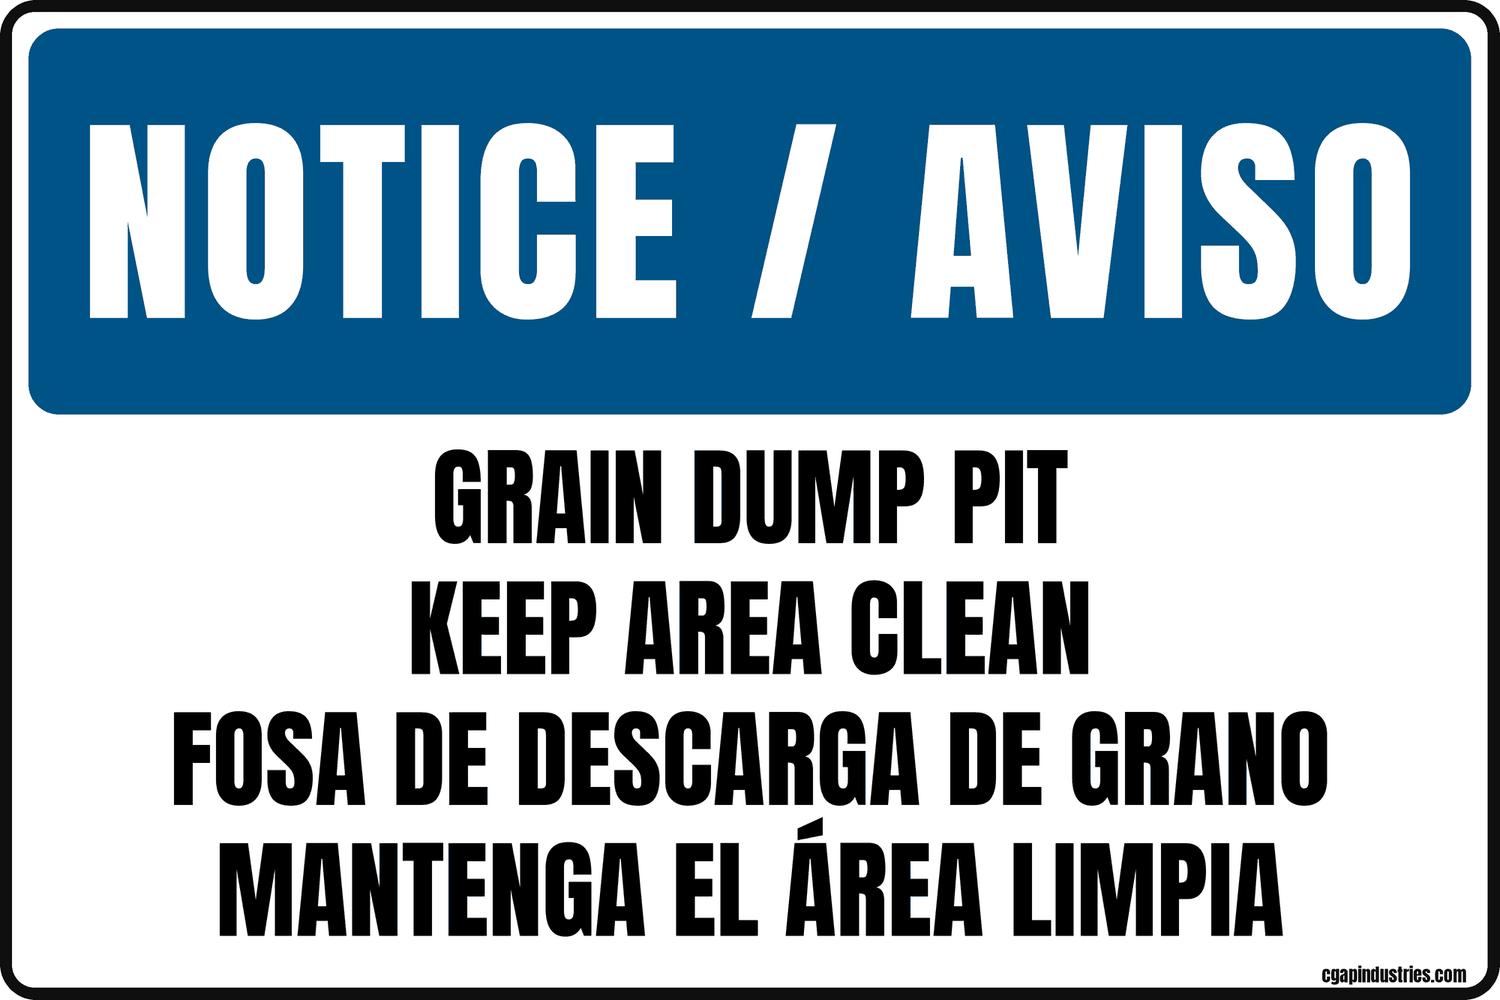 NOTICE / AVISO
GRAIN DUMP PIT
KEEP AREA CLEAN
FOSA DE DESCARGA DE GRANO
MANTENGA EL ÁREA LIMPIA
cgapindustries.com